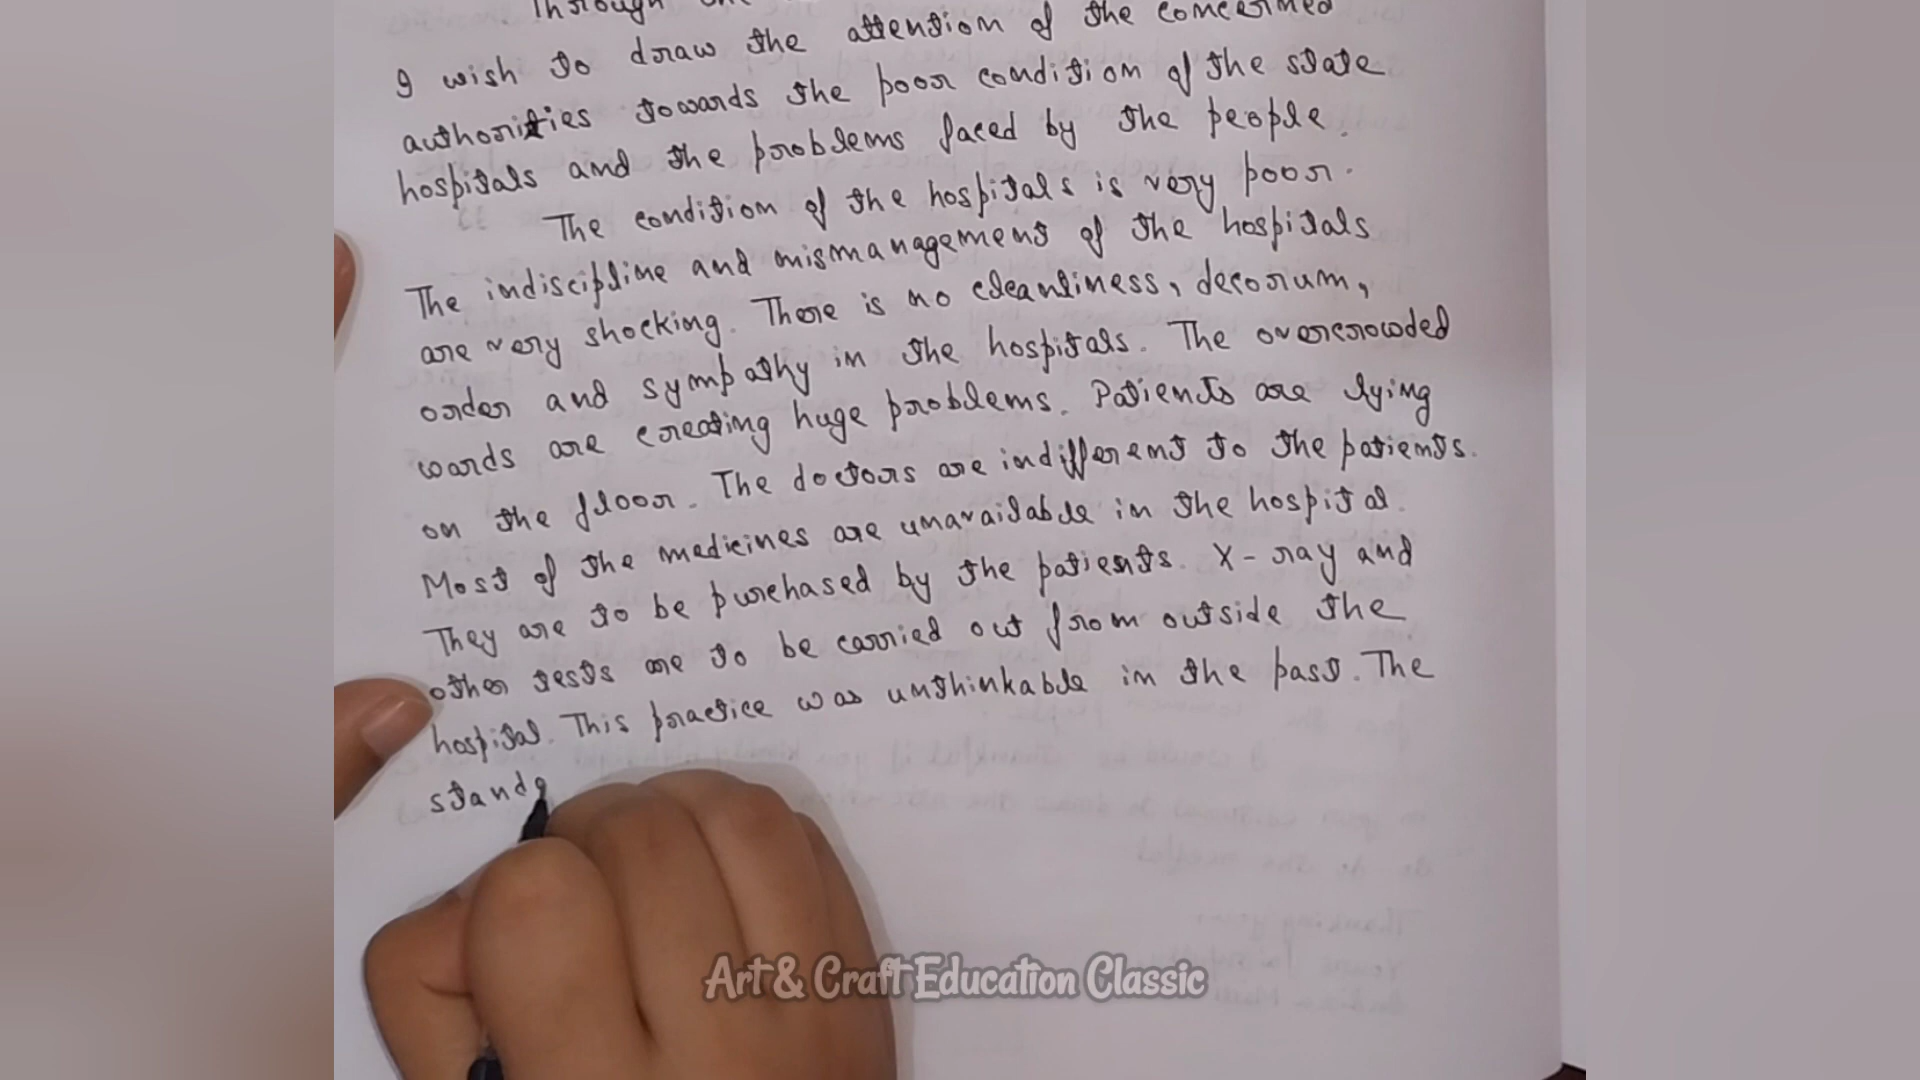 Through
I wish to draw the attention of the concerned
authorities towards the poor condition of the state
hospitals and the problems faced by the people.
The condition of the hospitals is very poor.
The indiscipline and mismanagement of the hospitals
are very shocking. There is no cleanliness, decorum,
order and sympathy in the hospitals. The overcrowded
wards are creating huge problems. Patients are lying
on the floor. The doctors are indifferent to the patients.
Most of the medicines are unavailable in the hospital.
They are to be purchased by the patients. X-ray and
other tests are to be carried out from outside the
hospital. This practice was unthinkable in the past. The
standa
Art & Craft Education Classic